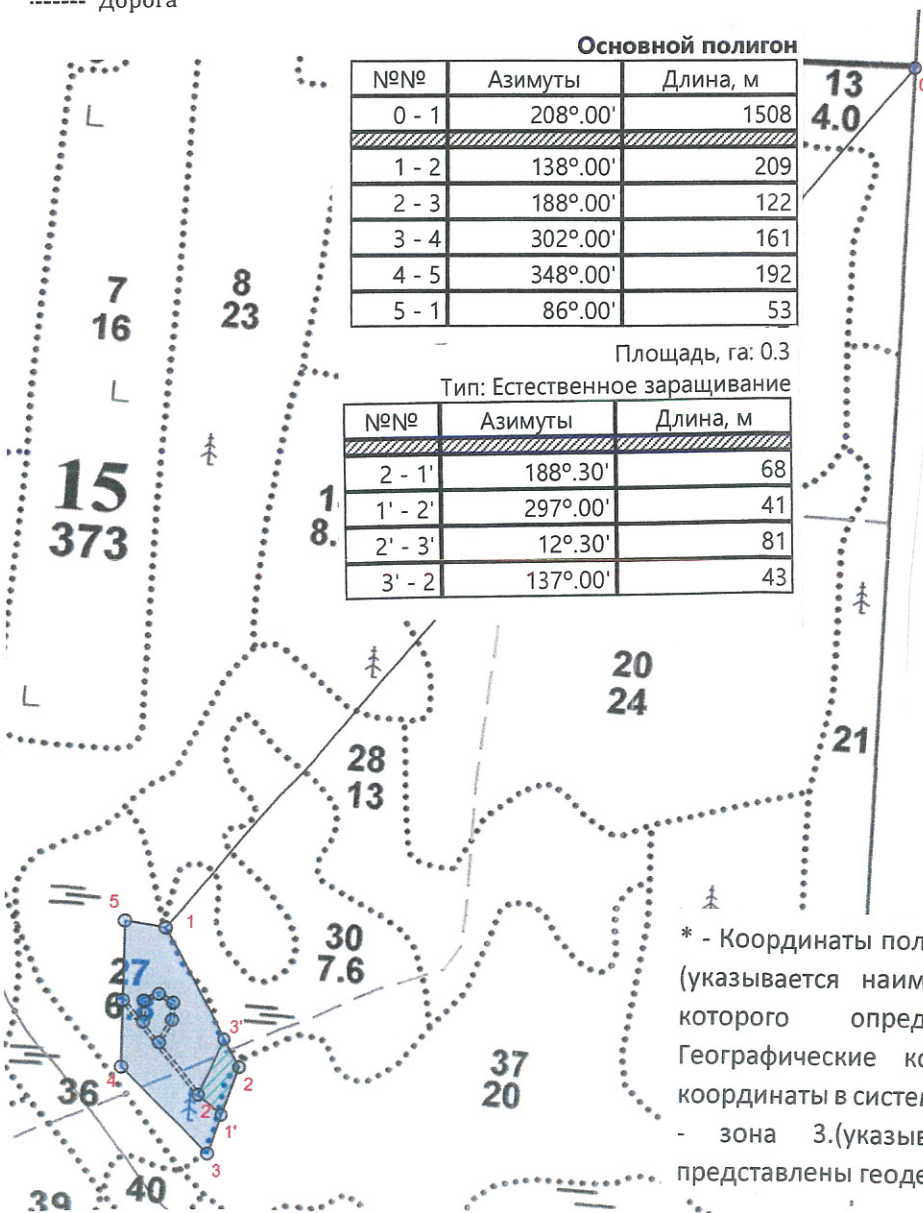 Дорога
Основной полигон
№№ Азимуты Длина, м
0 - 1 208°.00' 1508
1 - 2 138°.00' 209
2 - 3 188°.00' 122
3 - 4 302°.00' 161
4 - 5 348°.00' 192
5 - 1 86°.00' 53
Площадь, га: 0.3
Тип: Естественное заращивание
№№ Азимуты Длина, м
2 - 1' 188°.30' 68
1' - 2' 297°.00' 41
2' - 3' 12°.30' 81
3' - 2 137°.00' 43
13
4.0
7
16
8
23
15
373
1
8.
20
24
21
28
13
30
7.6
5
1
27
3'
2
4
2'
1'
3
36
37
20
39
40
* - Координаты пол
(указывается наим
которого опред
Географические к
координаты в систе
- зона 3.(указыв
представлены геоде